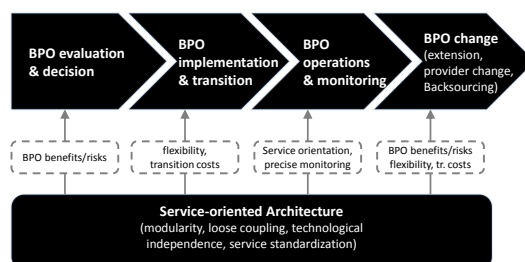 BPO evaluation
& decision
BPO
implementation
& transition
BPO
operations
& monitoring
BPO change
(extension,
provider change,
Backsourcing)
BPO benefits/risks
flexibility,
transition costs
Service orientation,
precise monitoring
BPO benefits/risks
flexibility, tr. costs
Service-oriented Architecture
(modularity, loose coupling, technological
independence, service standardization)